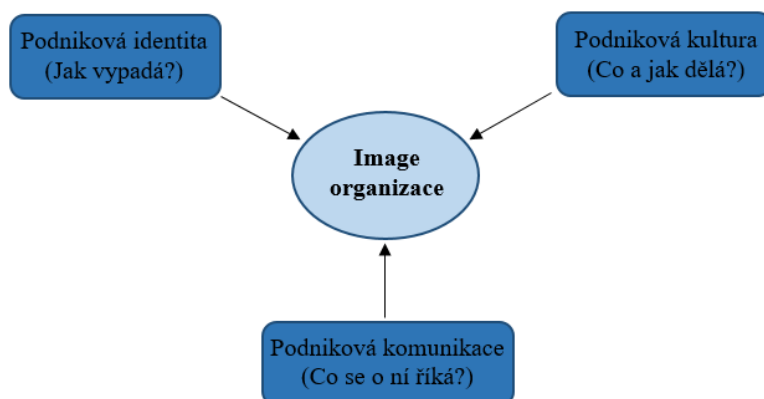 Podniková identita
(Jak vypadá?)
Podniková kultura
(Co a jak dělá?)
Image
organizace
Podniková komunikace
(Co se o ní říká?)